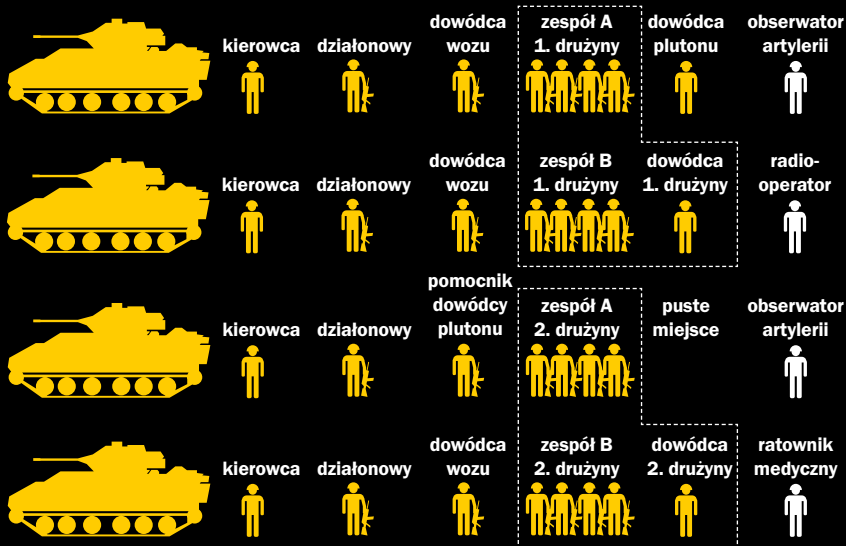 kierowca
działonowy
dowódca
wozu
zespół A
1. drużyny
dowódca
plutonu
obserwator
artylerii
kierowca
działonowy
dowódca
wozu
zespół B
1. drużyny
dowódca
1. drużyny
radio-
operator
kierowca
działonowy
pomocnik
dowódcy
plutonu
zespół A
2. drużyny
puste
miejsce
obserwator
artylerii
kierowca
działonowy
dowódca
wozu
zespół B
2. drużyny
dowódca
2. drużyny
ratownik
medyczny